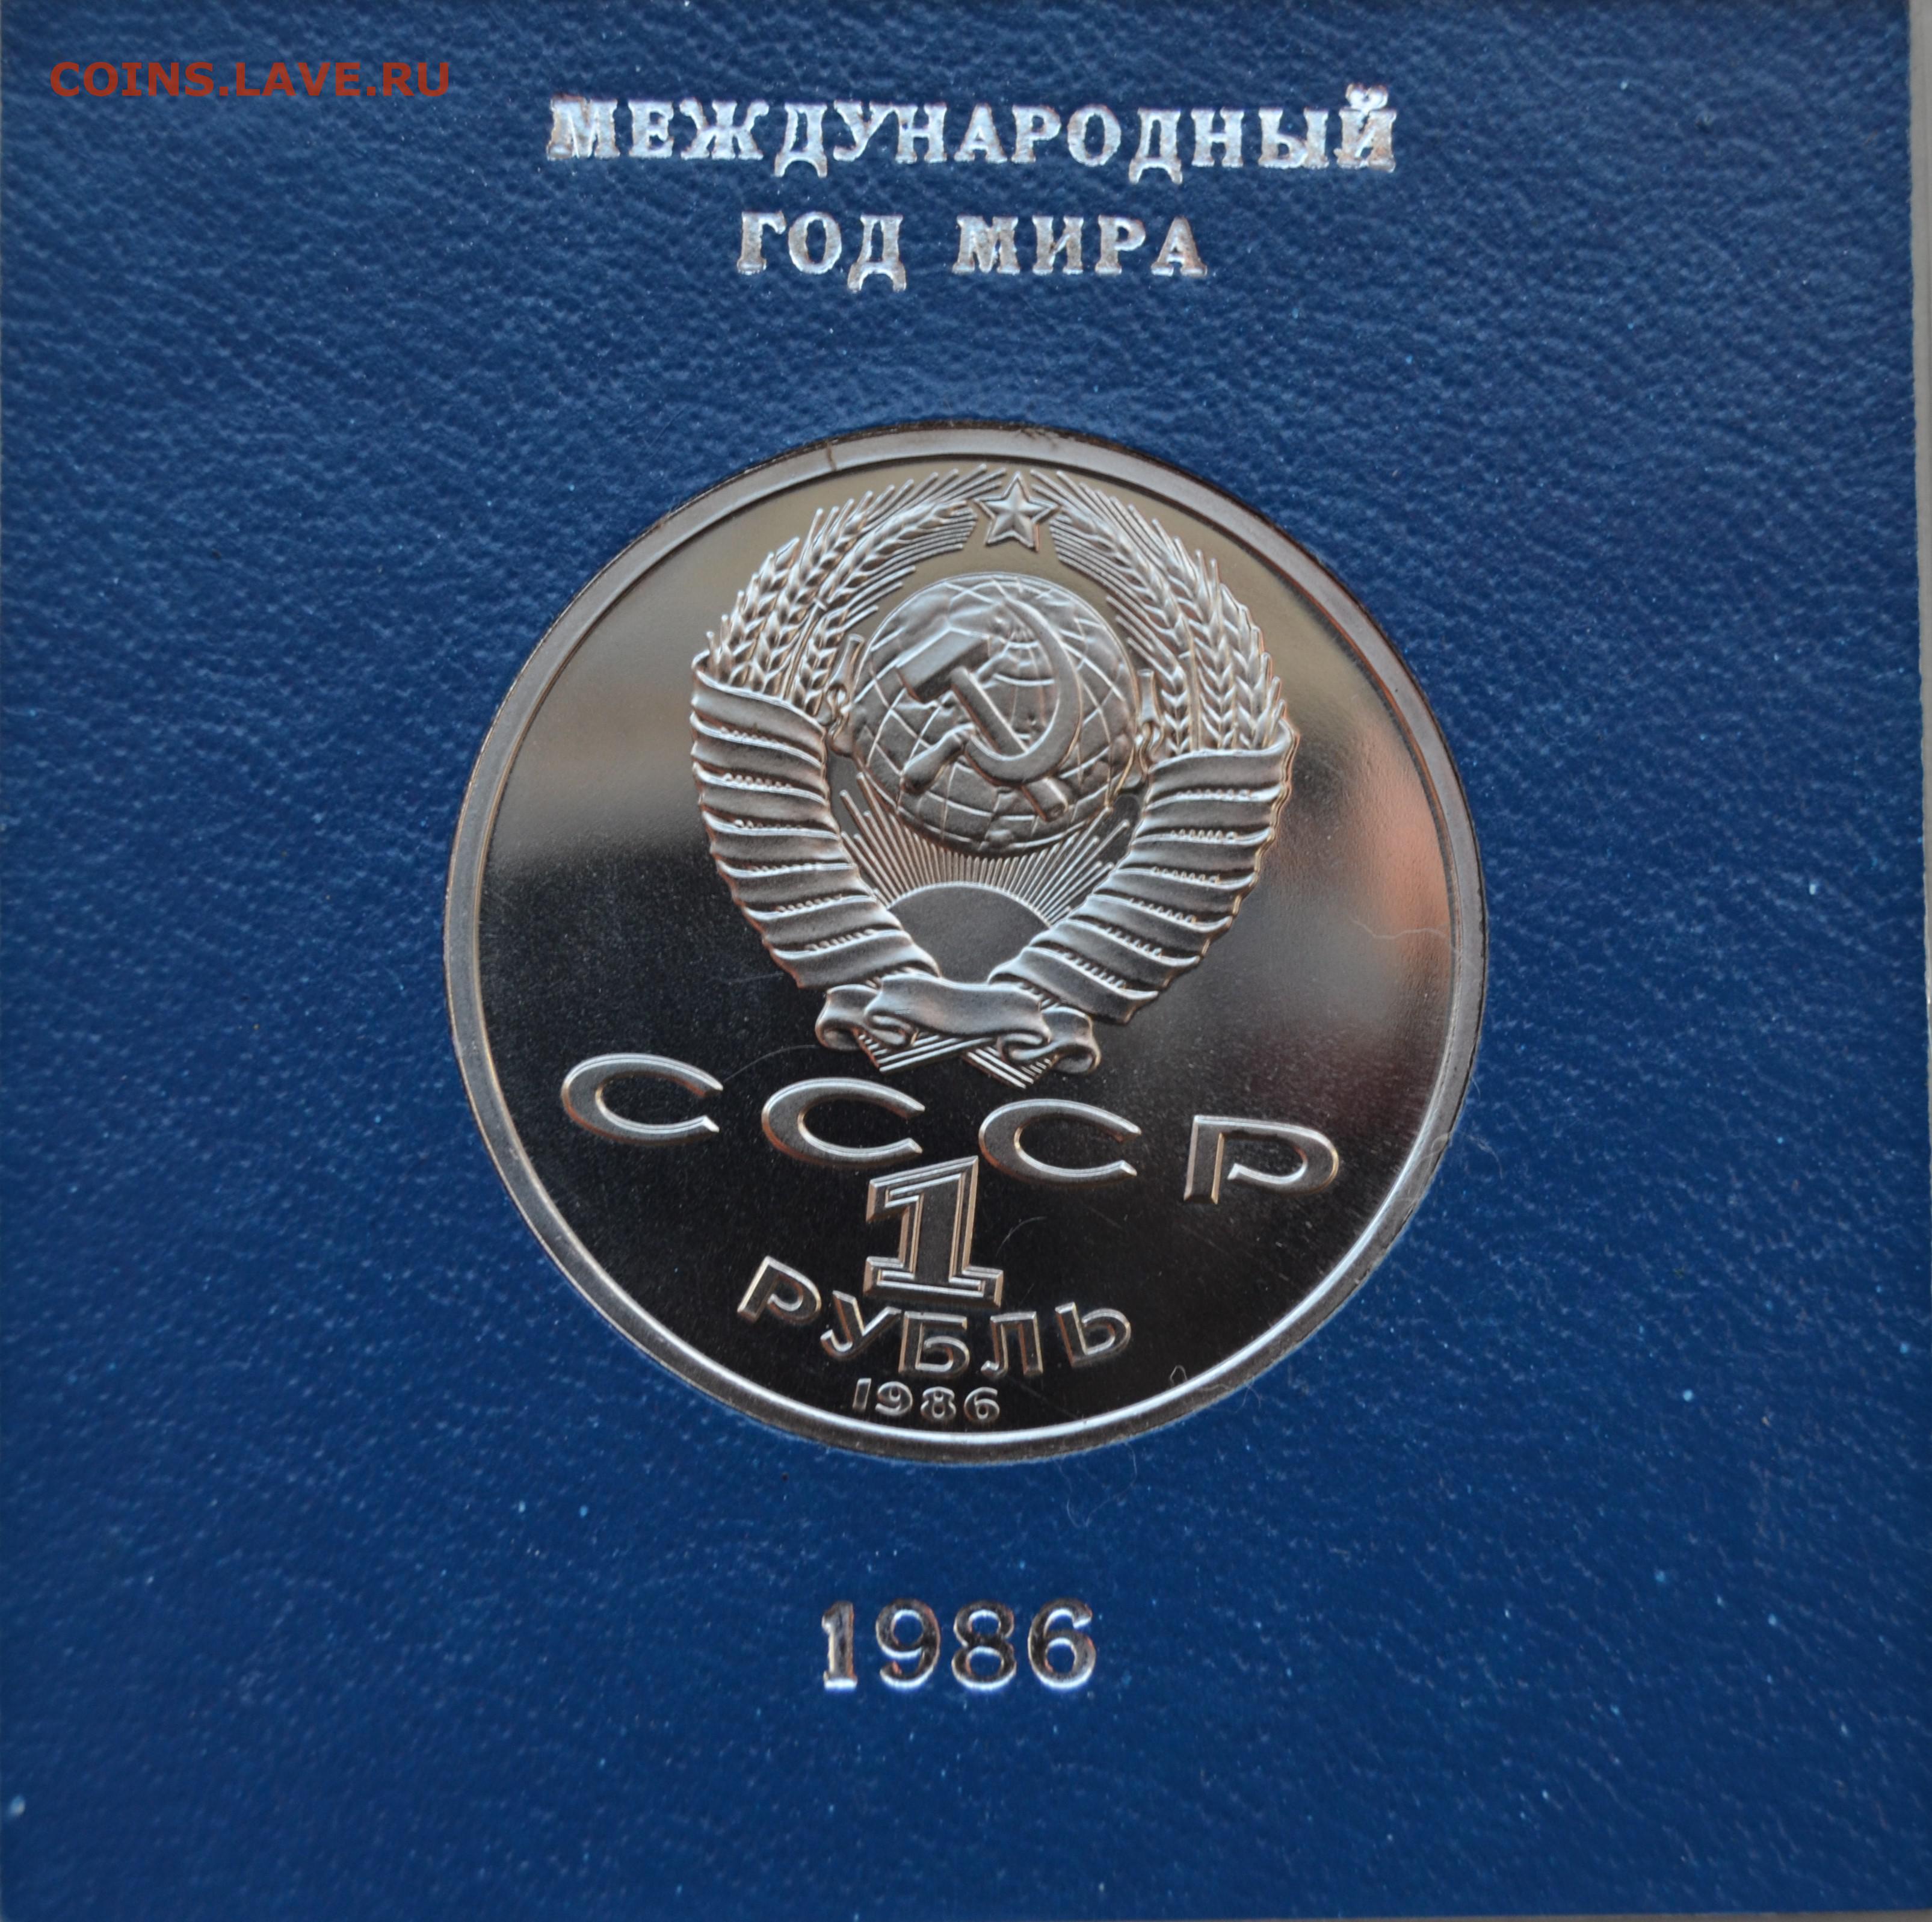 COINS.LAVE.RU
МЕЖДУНАРОДНЫЙ
ГОД МИРА
СССР
1
РУБЛЬ
1986
1986